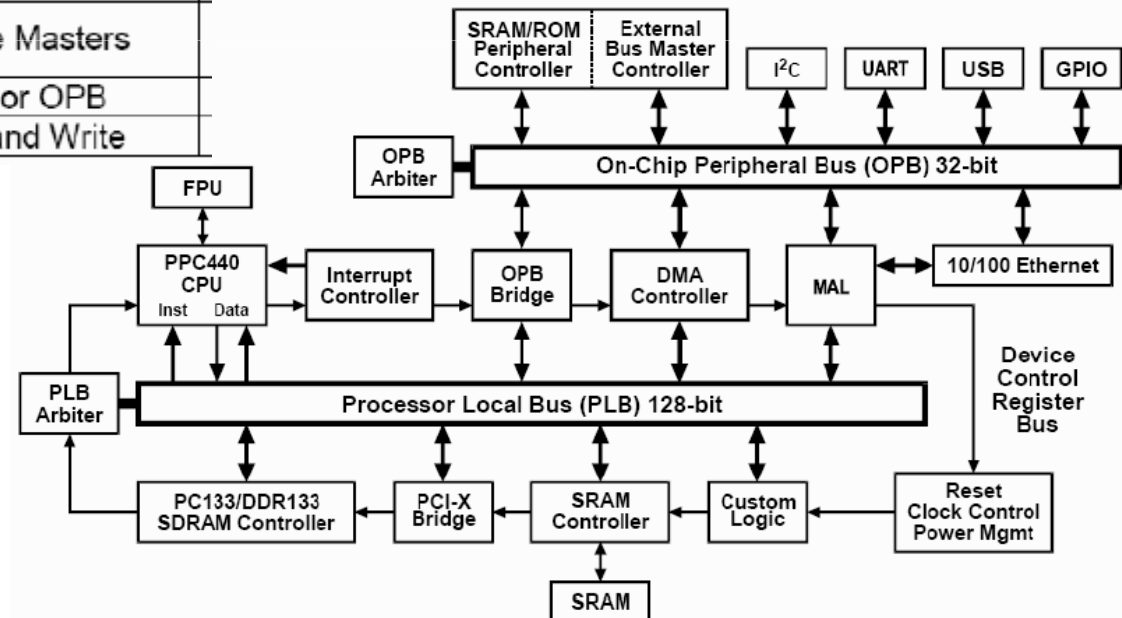 e Masters
or OPB
and Write
SRAM/ROM
Peripheral
Controller
External
Bus Master
Controller
I²C
UART
USB
GPIO
OPB
Arbiter
On-Chip Peripheral Bus (OPB) 32-bit
FPU
PPC440
CPU
Inst Data
Interrupt
Controller
OPB
Bridge
DMA
Controller
MAL
10/100 Ethernet
Device
Control
Register
Bus
PLB
Arbiter
Processor Local Bus (PLB) 128-bit
PC133/DDR133
SDRAM Controller
PCI-X
Bridge
SRAM
Controller
Custom
Logic
Reset
Clock Control
Power Mgmt
SRAM